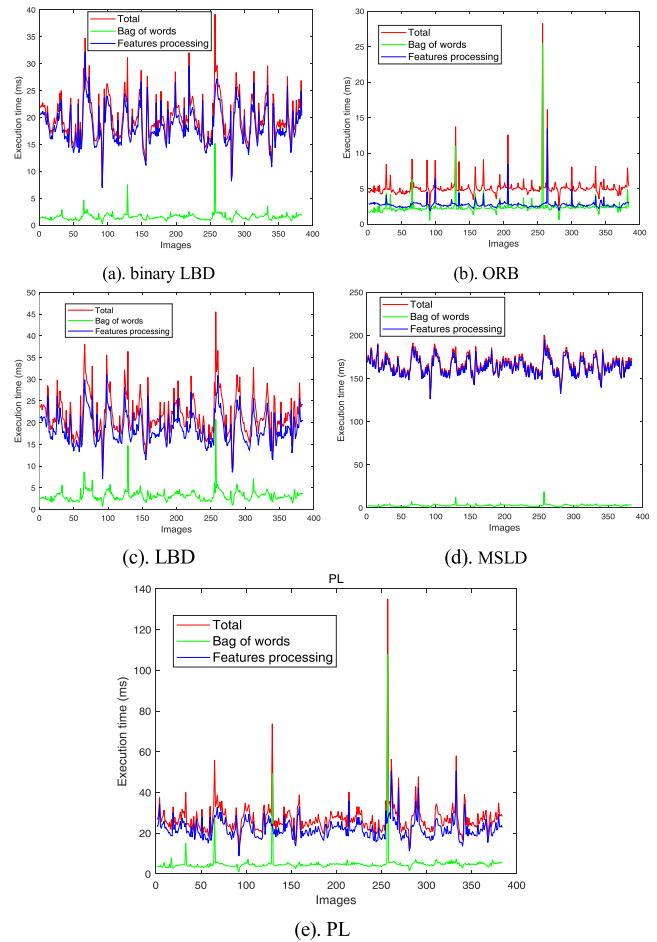 40
35
30
25
20
15
10
5
0
Execution time (ms)
Total
Bag of words
Features processing
0 50 100 150 200 250 300 350 400
Images
(a). binary LBD
30
25
20
15
10
5
0
Execution time (ms)
Total
Bag of words
Features processing
0 50 100 150 200 250 300 350 400
Images
(b). ORB
50
45
40
35
30
25
20
15
10
5
0
Execution time (ms)
Total
Bag of words
Features processing
0 50 100 150 200 250 300 350 400
Images
(c). LBD
250
200
150
100
50
0
Execution time (ms)
Total
Bag of words
Features processing
0 50 100 150 200 250 300 350 400
Images
(d). MSLD
PL
140
120
100
80
60
40
20
0
Execution time (ms)
Total
Bag of words
Features processing
0 50 100 150 200 250 300 350 400
Images
(e). PL